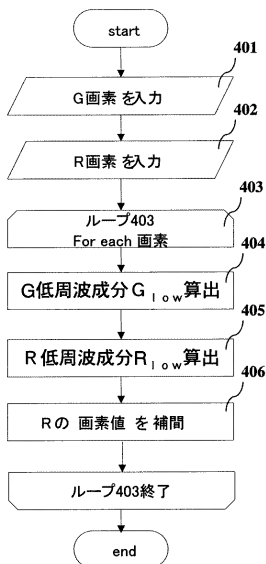 start
401
G画素 を入力
402
R画素 を入力
403
ループ403
For each 画素
404
G低周波成分Glow算出
405
R低周波成分Rlow算出
406
Rの 画素値 を補間
ループ403終了
end